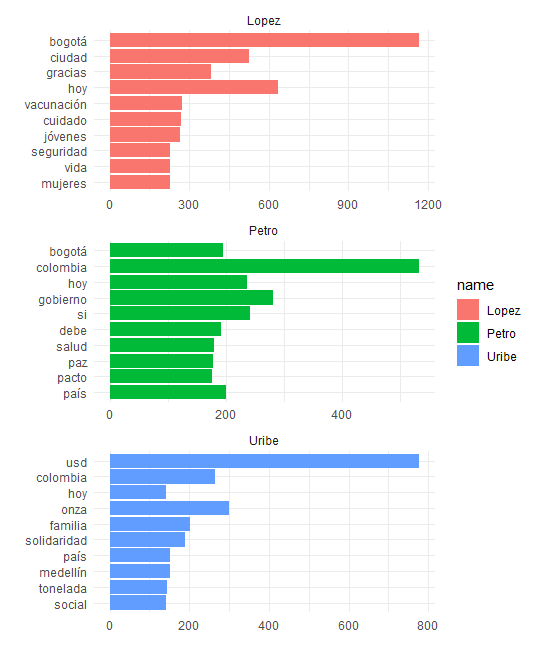 Lopez
bogotá
ciudad
gracias
hoy
vacunación
cuidado
jóvenes
seguridad
vida
mujeres
0 300 600 900 1200
Petro
bogotá
colombia
hoy
gobierno
si
debe
salud
paz
pacto
país
0 200 400
name
Lopez
Petro
Uribe
Uribe
usd
colombia
hoy
onza
familia
solidaridad
país
medellín
tonelada
social
0 200 400 600 800